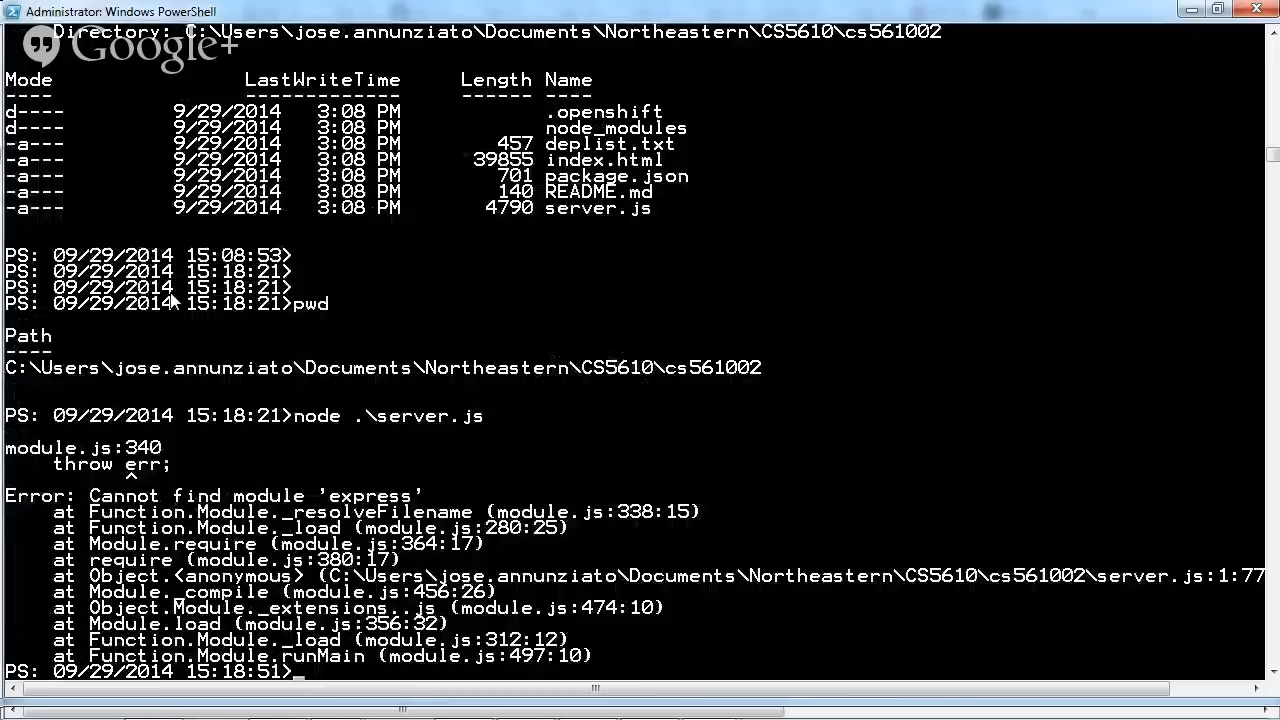 Administrator: Windows PowerShell
Google+
Directory: C:\Users\jose.annunziato\Documents\Northeastern\CS5610\cs561002
Mode LastWriteTime Length Name
---- ------------- ------ ----
d---- 9/29/2014 3:08 PM .openshift
d---- 9/29/2014 3:08 PM node_modules
-a--- 9/29/2014 3:08 PM 457 deplist.txt
-a--- 9/29/2014 3:08 PM 39855 index.html
-a--- 9/29/2014 3:08 PM 701 package.json
-a--- 9/29/2014 3:08 PM 140 README.md
-a--- 9/29/2014 3:08 PM 4790 server.js
PS: 09/29/2014 15:08:53>
PS: 09/29/2014 15:18:21>
PS: 09/29/2014 15:18:21>
PS: 09/29/2014 15:18:21>pwd
Path
----
C:\Users\jose.annunziato\Documents\Northeastern\CS5610\cs561002
PS: 09/29/2014 15:18:21>node .\server.js
module.js:340
throw err;
^
Error: Cannot find module 'express'
at Function.Module._resolveFilename (module.js:338:15)
at Function.Module._load (module.js:280:25)
at Module.require (module.js:364:17)
at require (module.js:380:17)
at Object.<anonymous> (C:\Users\jose.annunziato\Documents\Northeastern\CS5610\cs561002\server.js:1:77
at Module._compile (module.js:456:26)
at Object.Module._extensions..js (module.js:474:10)
at Module.load (module.js:356:32)
at Function.Module._load (module.js:312:12)
at Function.Module.runMain (module.js:497:10)
PS: 09/29/2014 15:18:51>_